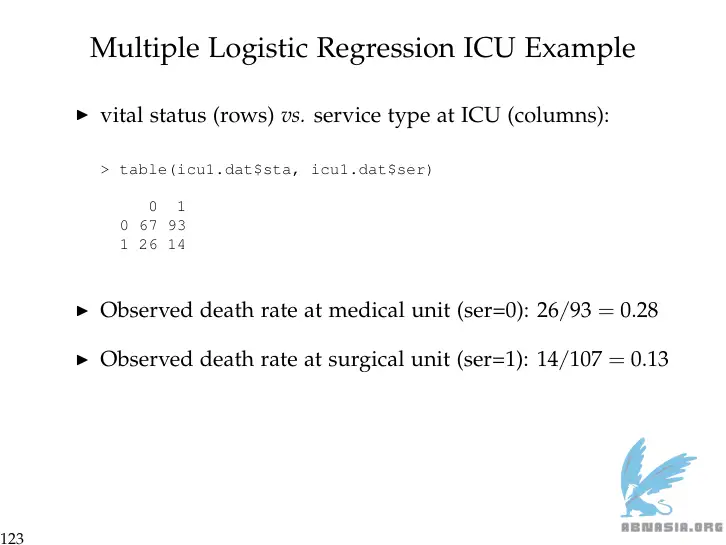 Multiple Logistic Regression ICU Example
▶ vital status (rows) vs. service type at ICU (columns):
> table(icu1.dat$sta, icu1.dat$ser)
0 1
0 67 93
1 26 14
▶ Observed death rate at medical unit (ser=0): 26/93 = 0.28
▶ Observed death rate at surgical unit (ser=1): 14/107 = 0.13
ABMASIA.ORG
123